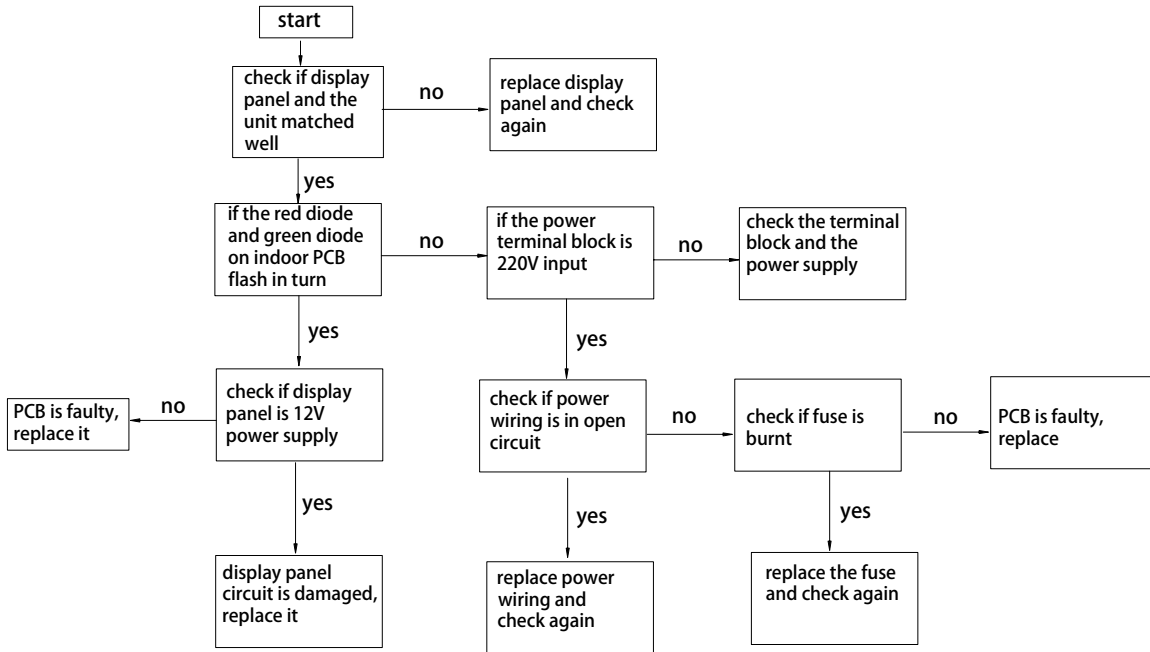 start
check if display
panel and the
unit matched
well
no
replace display
panel and check
again
yes
if the red diode
and green diode
on indoor PCB
flash in turn
no
if the power
terminal block is
220V input
no
check the terminal
block and the
power supply
yes
yes
PCB is faulty,
replace it
no
check if display
panel is 12V
power supply
check if power
wiring is in open
circuit
no
check if fuse is
burnt
no
PCB is faulty,
replace
yes
yes
yes
display panel
circuit is damaged,
replace it
replace power
wiring and
check again
replace the fuse
and check again